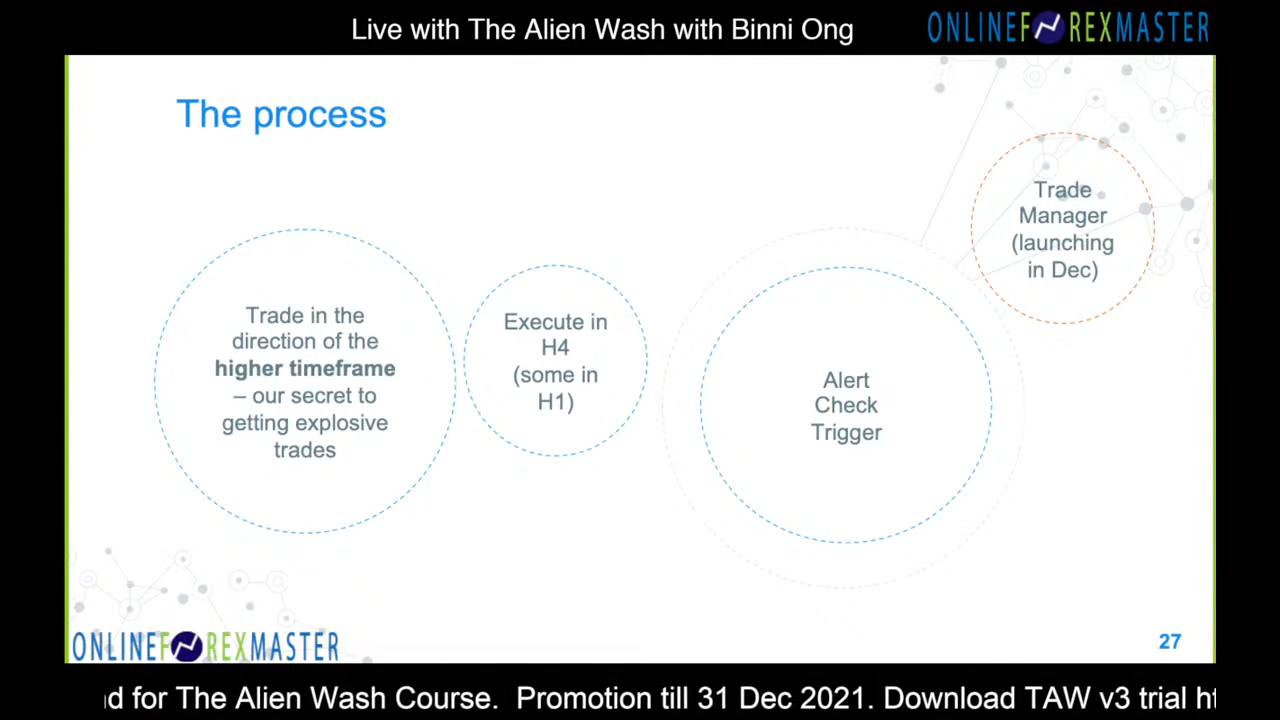 Live with The Alien Wash with Binni Ong
ONLINEFOREXMASTER
The process
Trade in the
direction of the
higher timeframe
– our secret to
getting explosive
trades
Execute in
H4
(some in
H1)
Alert
Check
Trigger
Trade
Manager
(launching
in Dec)
ONLINEFOREXMASTER
27
for The Alien Wash Course. Promotion till 31 Dec 2021. Download TAW v3 trial